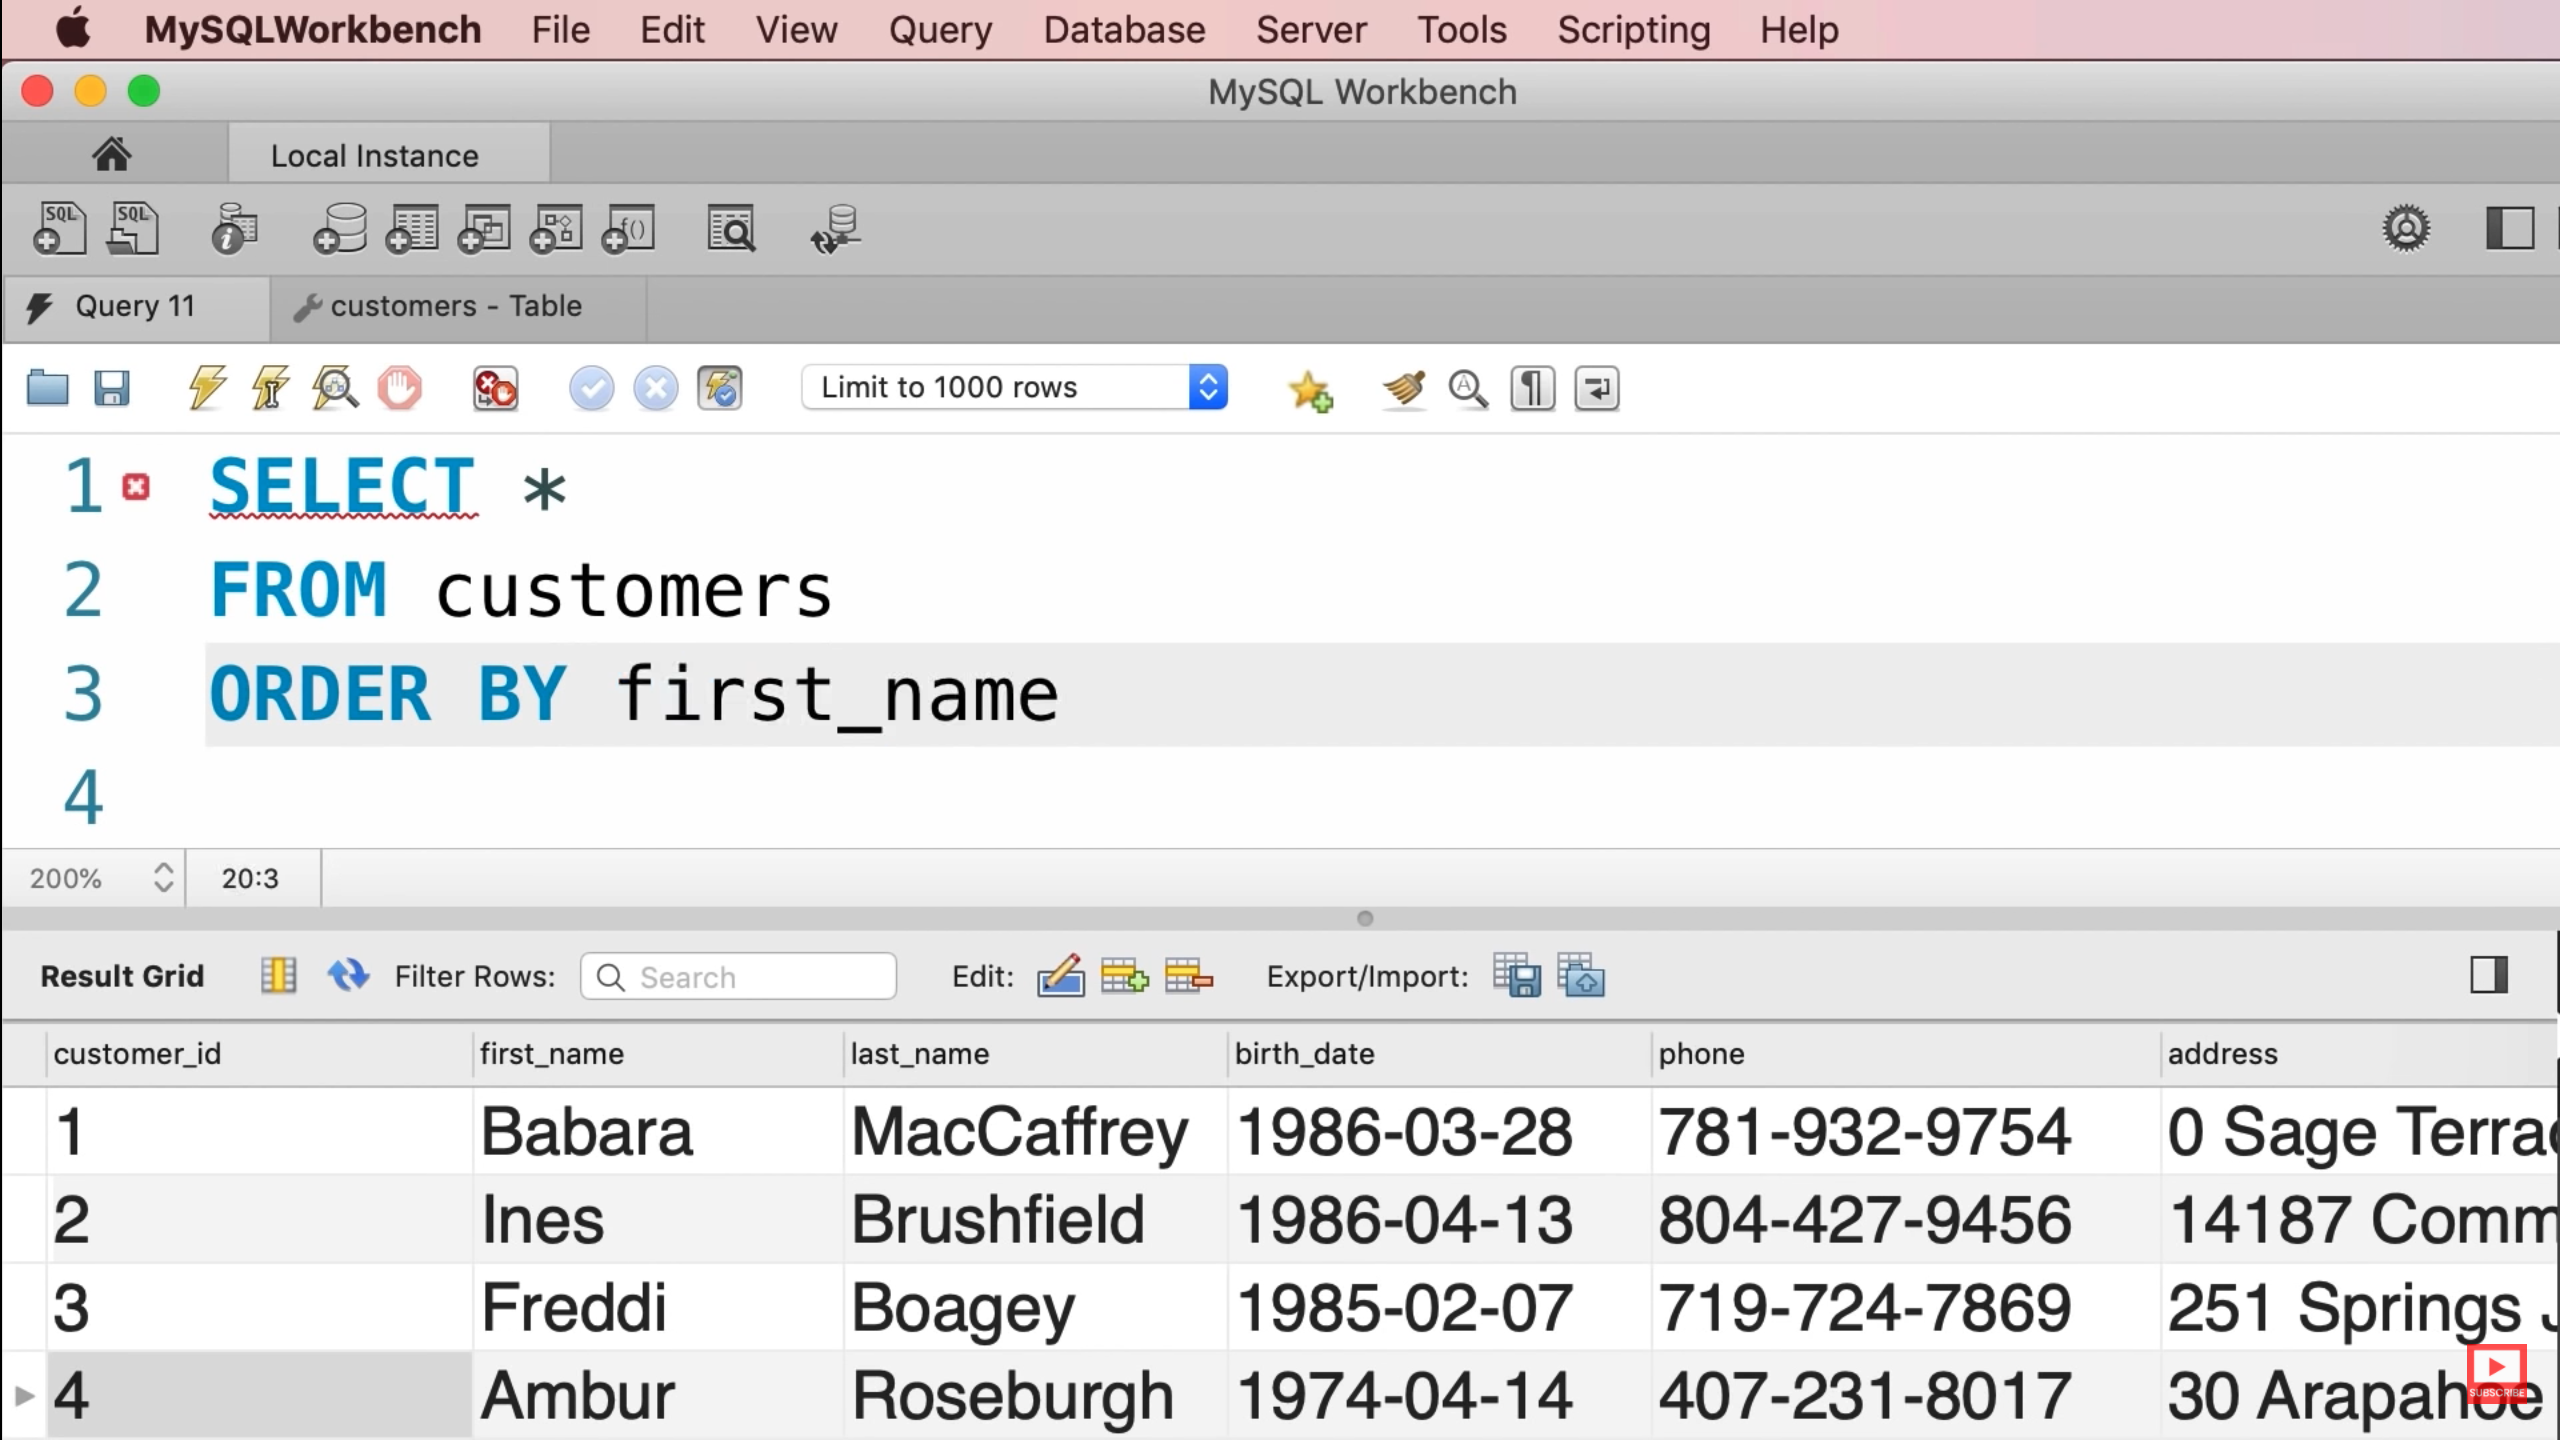 MySQLWorkbench File Edit View Query Database Server Tools Scripting Help
MySQL Workbench
Local Instance
SQL SQL f()
Query 11 customers - Table
Limit to 1000 rows
1 SELECT *
2 FROM customers
3 ORDER BY first_name
4
200% 20:3
Result Grid Filter Rows: Search Edit: Export/Import:
customer_id first_name last_name birth_date phone address
1 Babara MacCaffrey 1986-03-28 781-932-9754 0 Sage Terrac
2 Ines Brushfield 1986-04-13 804-427-9456 14187 Comm
3 Freddi Boagey 1985-02-07 719-724-7869 251 Springs J
4 Ambur Roseburgh 1974-04-14 407-231-8017 30 Arapahoe
SUBSCRIBE